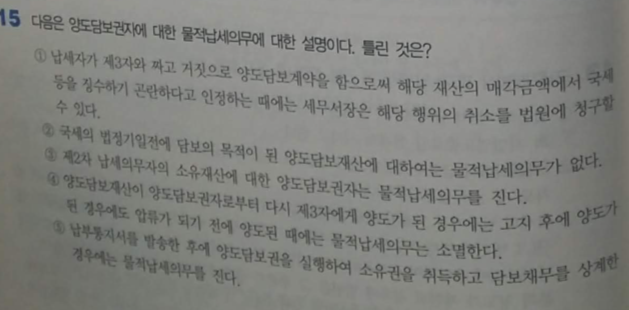 15 다음은 양도담보권자에 대한 물적납세의무에 대한 설명이다. 틀린 것은?
① 납세자가 제3자와 짜고 거짓으로 양도담보계약을 함으로써 해당 재산의 매각금액에서 국세
등을 징수하기 곤란하다고 인정하는 때에는 세무서장은 해당 행위의 취소를 법원에 청구할
수 있다.
② 국세의 법정기일전에 담보의 목적이 된 양도담보재산에 대하여는 물적납세의무가 없다.
③ 제2차 납세의무자의 소유재산에 대한 양도담보권자는 물적납세의무를 진다.
④ 양도담보재산이 양도담보권자로부터 다시 제3자에게 양도가 된 경우에는 고지 후에 양도가
된 경우에도 압류가 되기 전에 양도된 때에는 물적납세의무는 소멸한다.
⑤ 납부통지서를 발송한 후에 양도담보권을 실행하여 소유권을 취득하고 담보채무를 상계한
경우에는 물적납세의무를 진다.